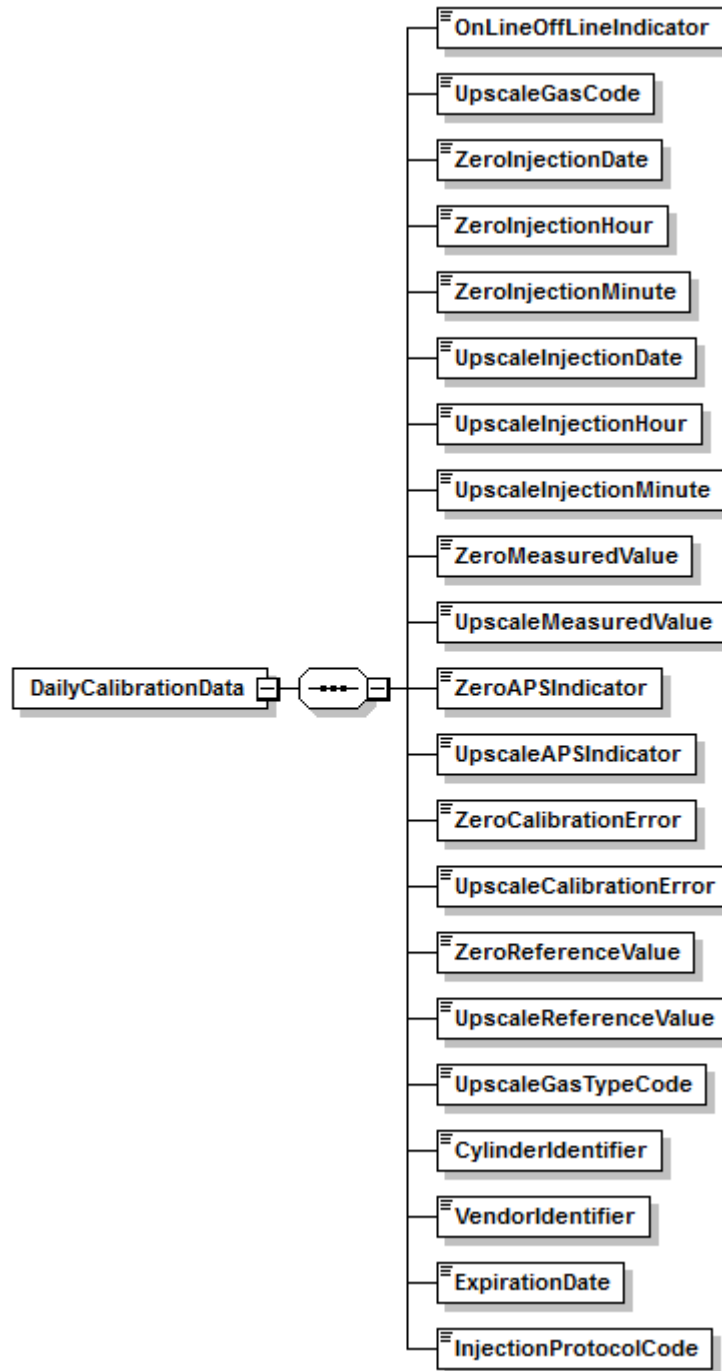 OnLineOffLineIndicator
UpscaleGasCode
ZeroInjectionDate
ZeroInjectionHour
ZeroInjectionMinute
UpscaleInjectionDate
UpscaleInjectionHour
UpscaleInjectionMinute
ZeroMeasuredValue
UpscaleMeasuredValue
DailyCalibrationData
ZeroAPSIndicator
UpscaleAPSIndicator
ZeroCalibrationError
UpscaleCalibrationError
ZeroReferenceValue
UpscaleReferenceValue
UpscaleGasTypeCode
CylinderIdentifier
VendorIdentifier
ExpirationDate
InjectionProtocolCode